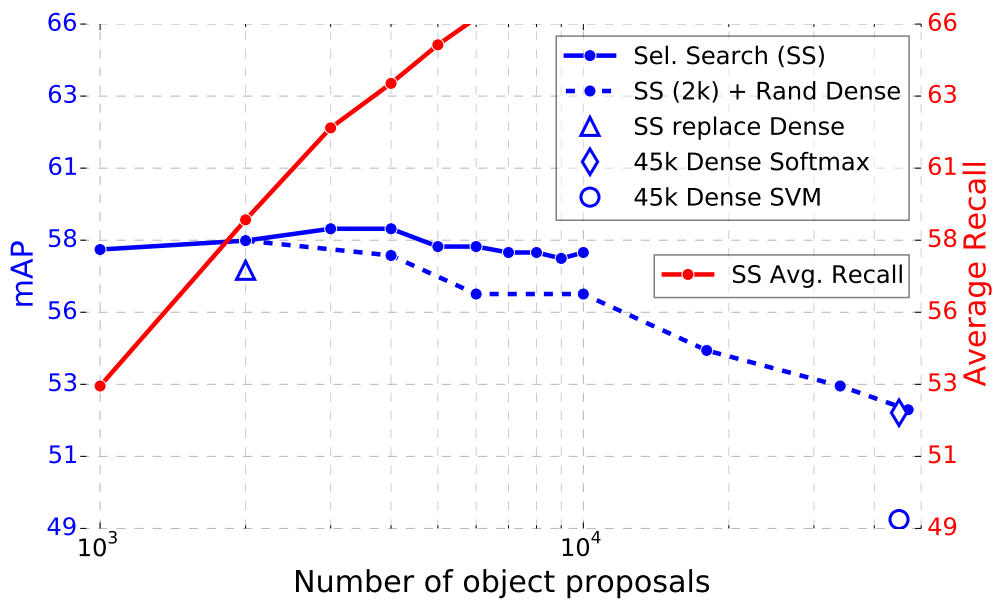 66
63
61
58
56
53
51
49
mAP
Sel. Search (SS)
SS (2k) + Rand Dense
SS replace Dense
45k Dense Softmax
45k Dense SVM
SS Avg. Recall
66
63
61
58
56
53
51
49
Average Recall
10³
10⁴
Number of object proposals